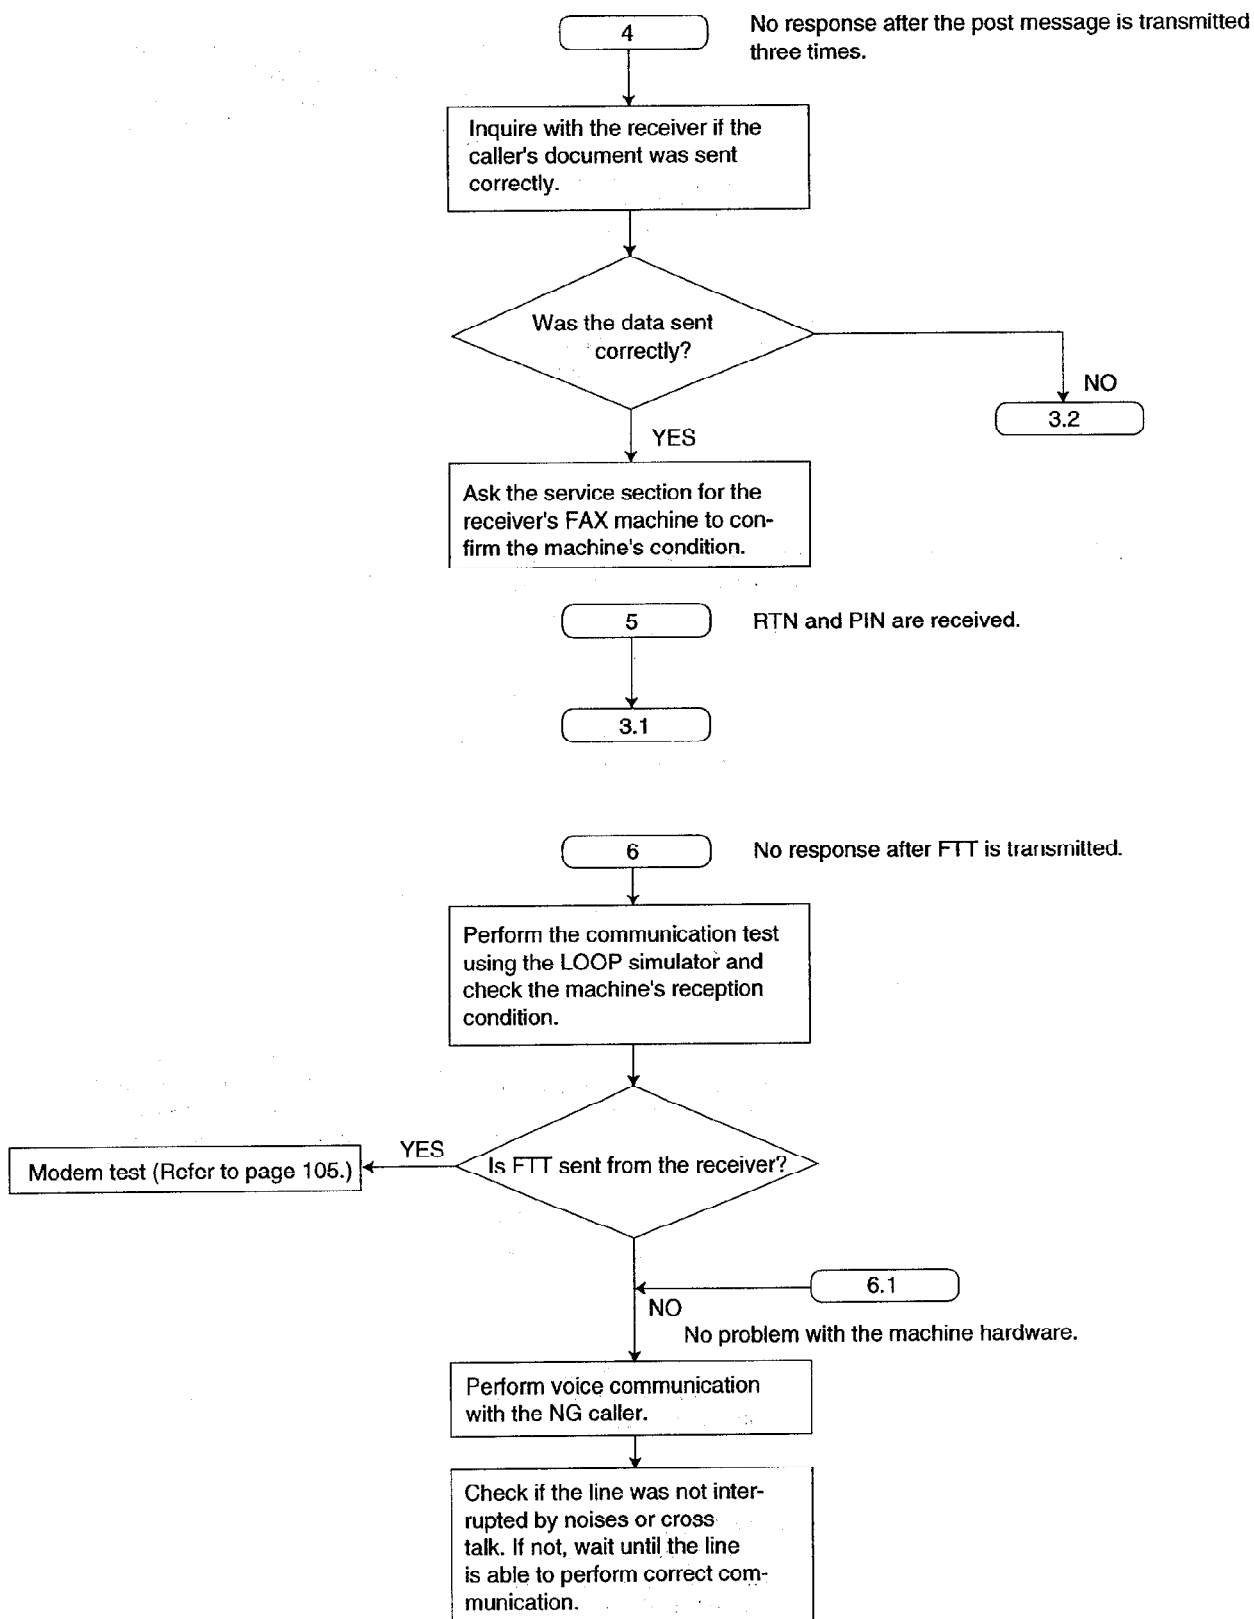 4
No response after the post message is transmitted
three times.
Inquire with the receiver if the
caller's document was sent
correctly.
Was the data sent
correctly?
NO
3.2
YES
Ask the service section for the
receiver's FAX machine to con-
firm the machine's condition.
5
RTN and PIN are received.
3.1
6
No response after FTT is transmitted.
Perform the communication test
using the LOOP simulator and
check the machine's reception
condition.
YES
Modem test (Refer to page 105.)
Is FTT sent from the receiver?
6.1
NO
No problem with the machine hardware.
Perform voice communication
with the NG caller.
Check if the line was not inter-
rupted by noises or cross
talk. If not, wait until the line
is able to perform correct com-
munication.